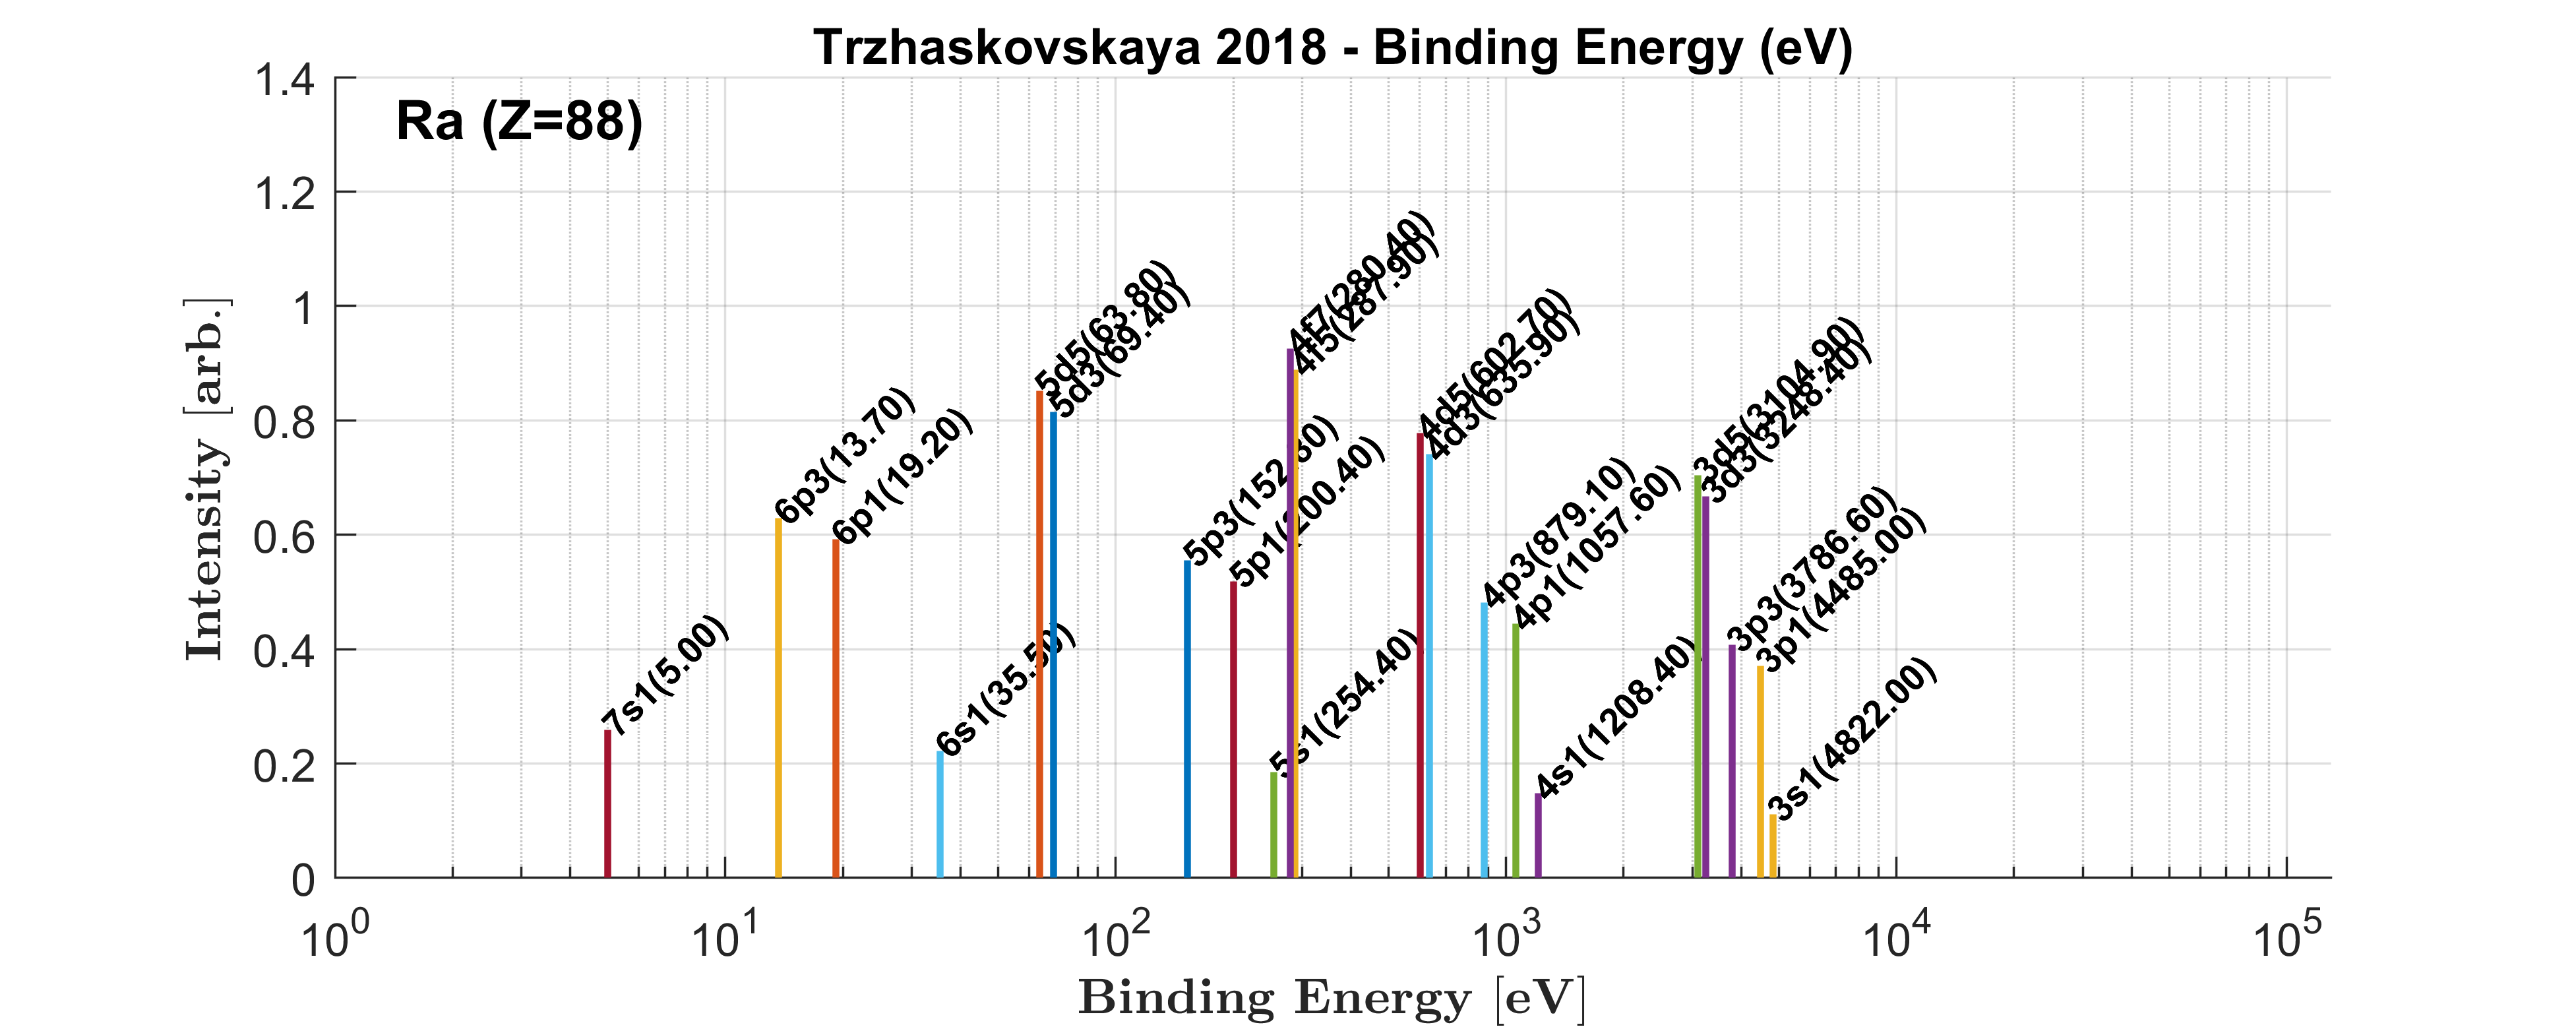 Trzhaskovskaya 2018 - Binding Energy (eV)
Ra (Z=88)
Intensity [arb.]
1.4
1.2
1
0.8
0.6
0.4
0.2
0
7s1(5.00)
6p3(13.70)
6p1(19.20)
6s1(35.50)
5d5(63.80)
5d3(69.40)
5p3(152.80)
5p1(200.40)
5s1(254.40)
4f7(280.40)
4f5(287.90)
4d5(602.70)
4d3(635.90)
4p3(879.10)
4p1(1057.60)
4s1(1208.40)
3d5(3104.90)
3d3(3248.40)
3p3(3786.60)
3p1(4485.00)
3s1(4822.00)
10^0 10^1 10^2 10^3 10^4 10^5
Binding Energy [eV]